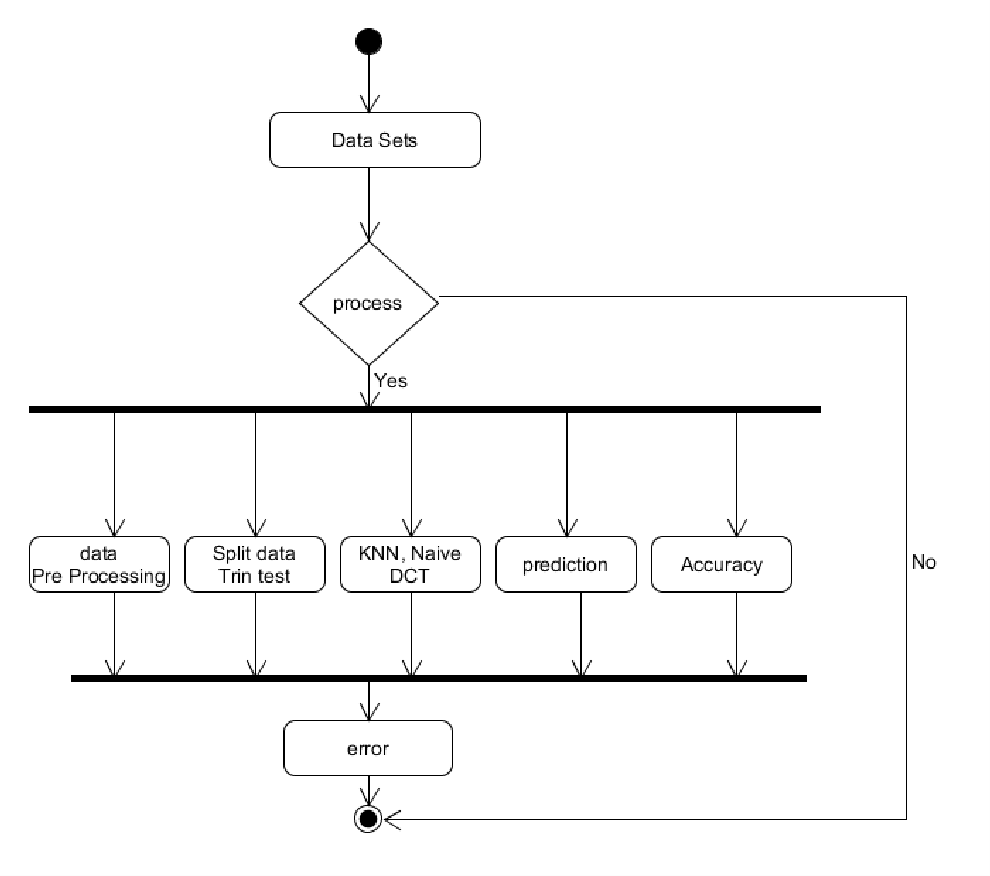 Data Sets
process
Yes
data
Pre Processing
Split data
Trin test
KNN, Naive
DCT
prediction
Accuracy
No
error